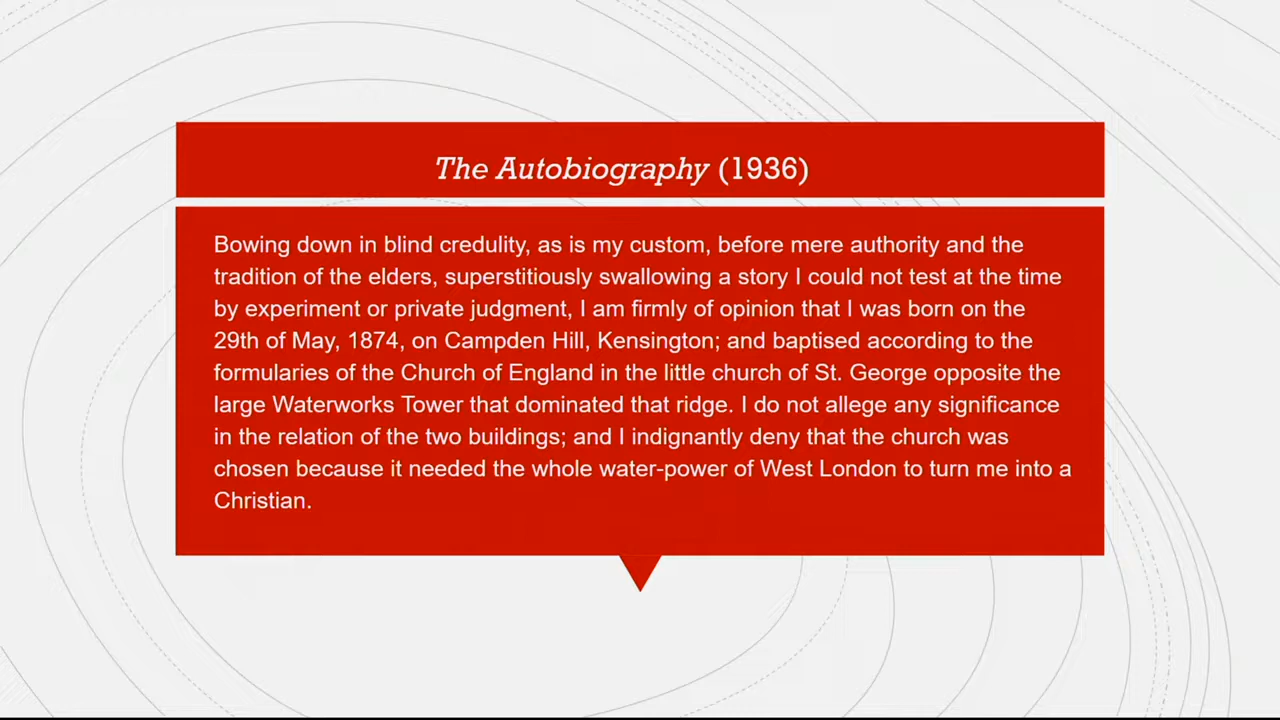 The Autobiography (1936)
Bowing down in blind credulity, as is my custom, before mere authority and the
tradition of the elders, superstitiously swallowing a story I could not test at the time
by experiment or private judgment, I am firmly of opinion that I was born on the
29th of May, 1874, on Campden Hill, Kensington; and baptised according to the
formularies of the Church of England in the little church of St. George opposite the
large Waterworks Tower that dominated that ridge. I do not allege any significance
in the relation of the two buildings; and I indignantly deny that the church was
chosen because it needed the whole water-power of West London to turn me into a
Christian.